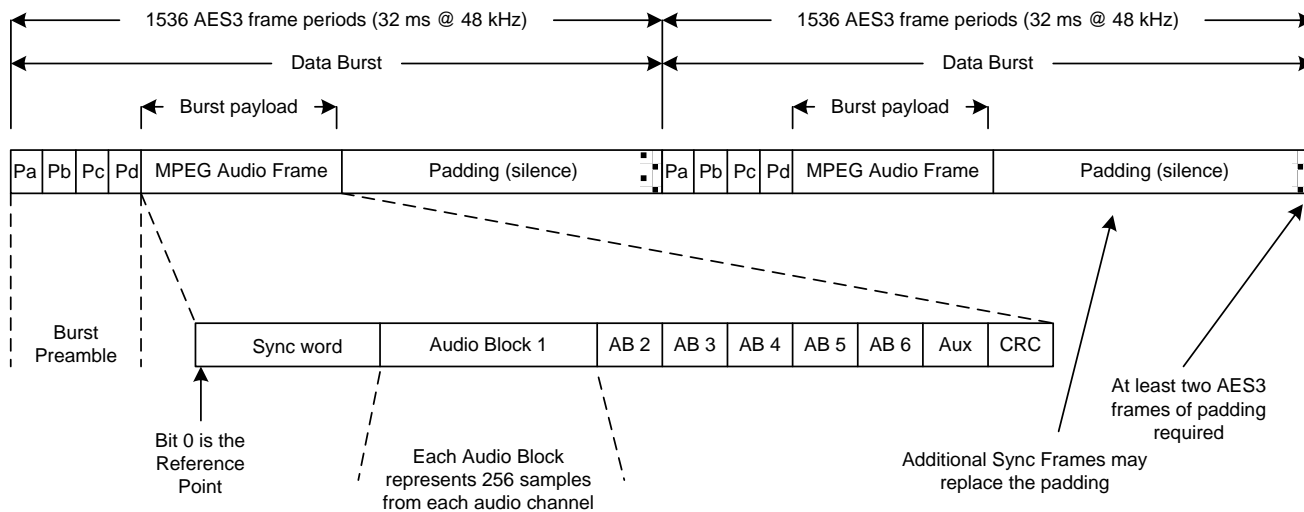 1536 AES3 frame periods (32 ms @ 48 kHz)
1536 AES3 frame periods (32 ms @ 48 kHz)
Data Burst
Data Burst
Burst payload
Burst payload
Pa Pb Pc Pd MPEG Audio Frame Padding (silence) Pa Pb Pc Pd MPEG Audio Frame Padding (silence)
Burst
Preamble
Sync word Audio Block 1 AB 2 AB 3 AB 4 AB 5 AB 6 Aux CRC
Bit 0 is the
Reference
Point
Each Audio Block
represents 256 samples
from each audio channel
Additional Sync Frames may
replace the padding
At least two AES3
frames of padding
required